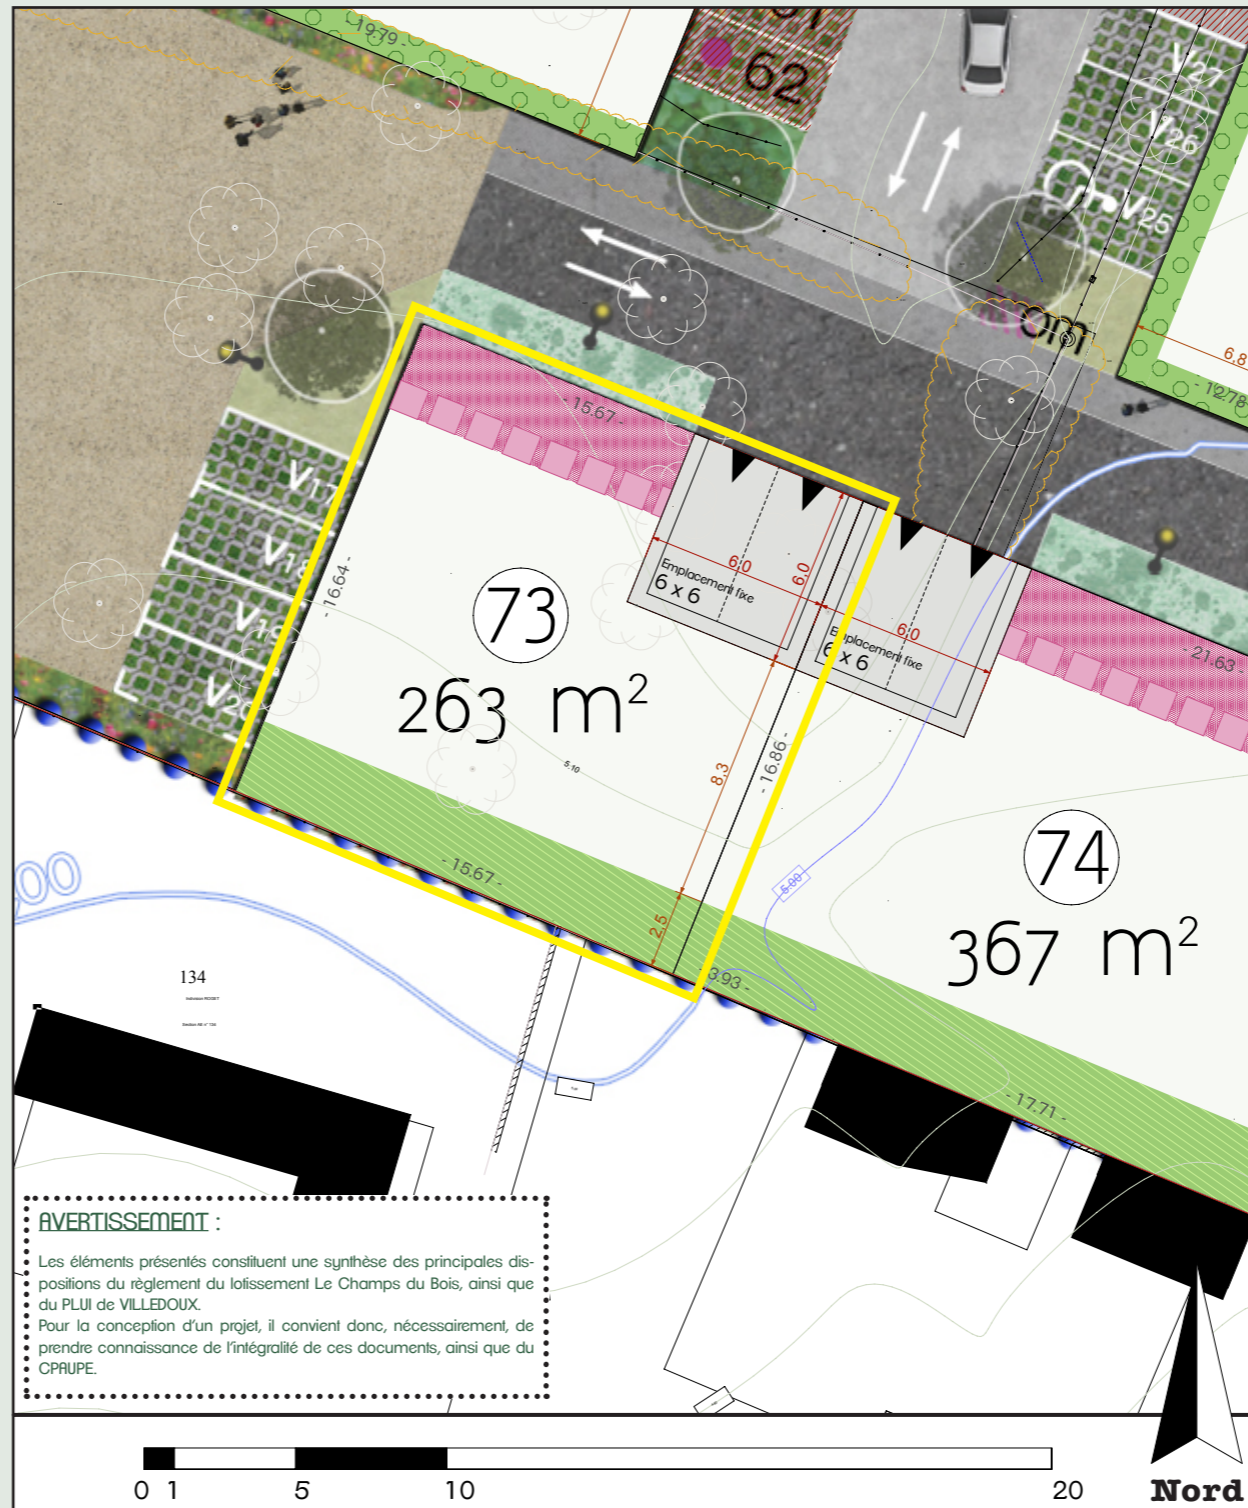 - 19.79 -
62
V27
V26
V25
om
6,8
- 12.78
- 15.67 -
V17
V18
V19
V20
- 16.64 -
6,0
6,0
Emplacement fixe
6 x 6
6,0
Emplacement fixe
6 x 6
- 21.63 -
73
263 m²
5.10
8,3
- 16.86 -
2,5
- 15.67 -
- 3.93 -
5.00
74
367 m²
00
134
- 17.71 -
AVERTISSEMENT :
Les éléments présentés constituent une synthèse des principales dis-
positions du règlement du lotissement Le Champs du Bois, ainsi que
du PLUI de VILLEDOUX.
Pour la conception d'un projet, il convient donc, nécessairement, de
prendre connaissance de l'intégralité de ces documents, ainsi que du
CPAUPE.
0 1 5 10 20
Nord